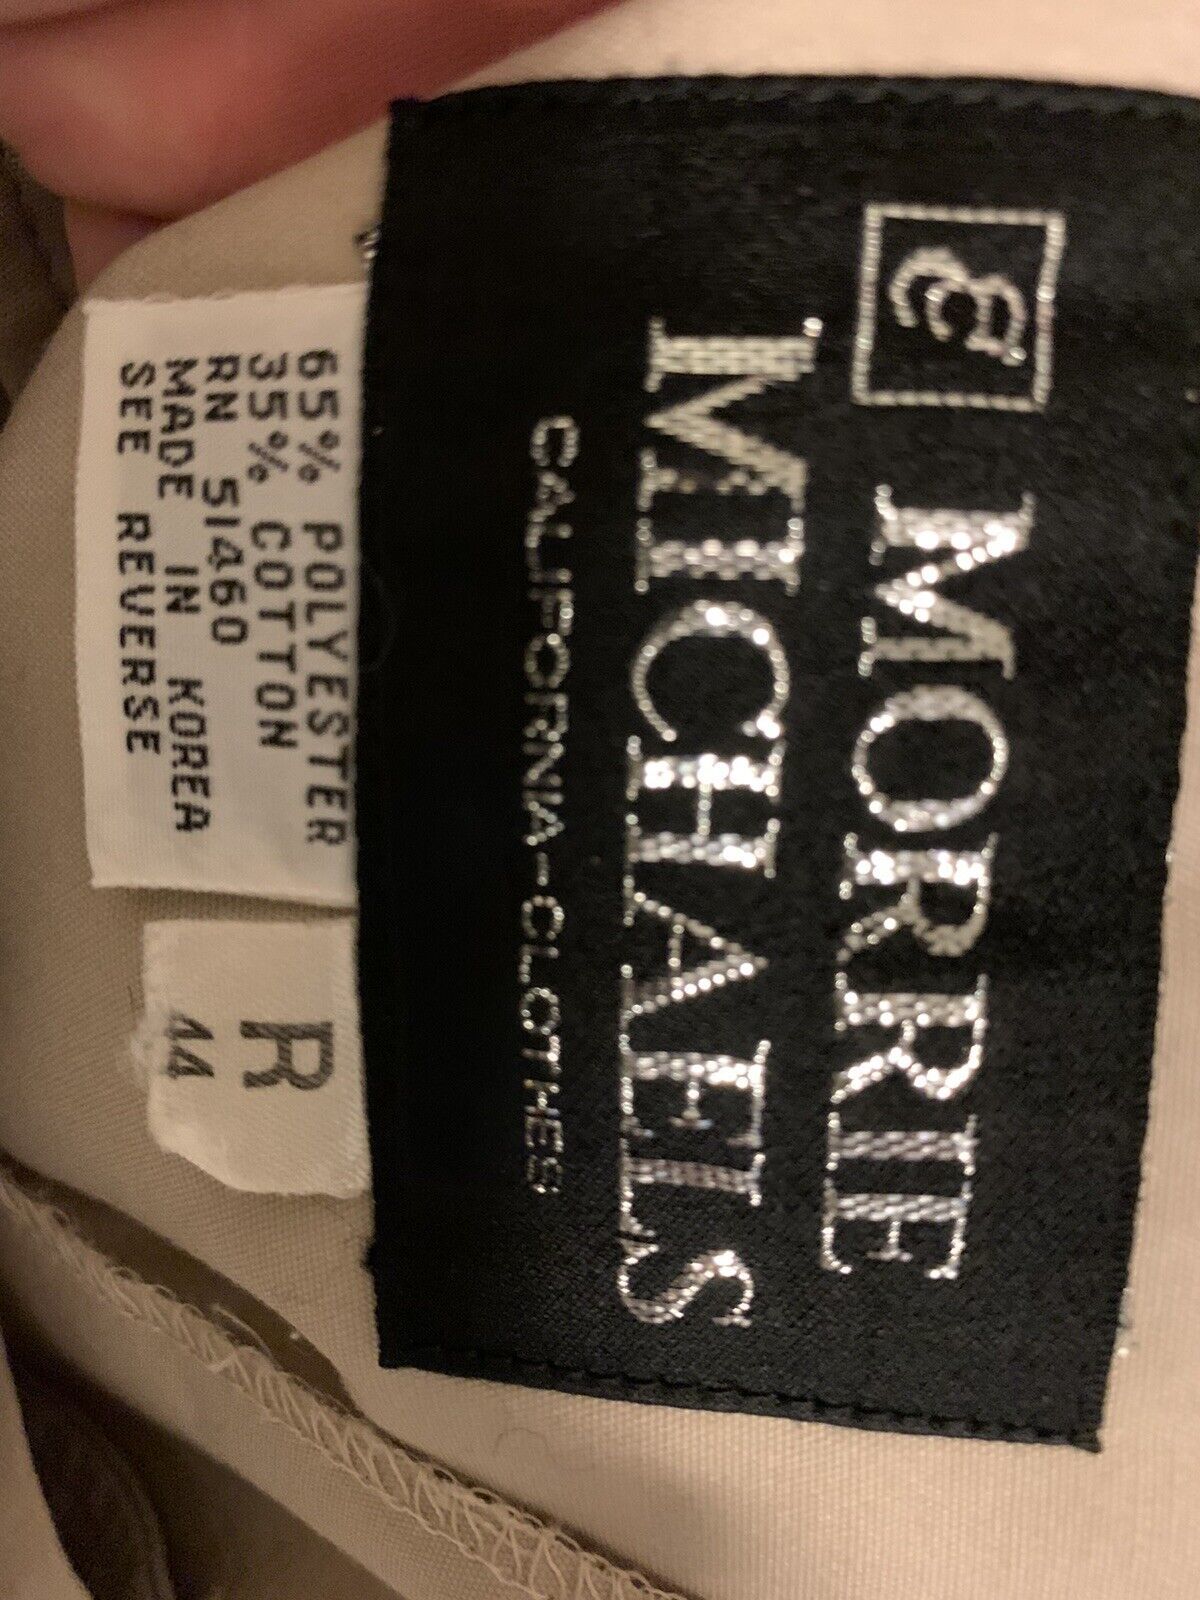 MORRIE
MICHAELS
CALIFORNIA-CLOTHES
65% POLYESTER
35% COTTON
RN 51460
MADE IN KOREA
SEE REVERSE
R
44